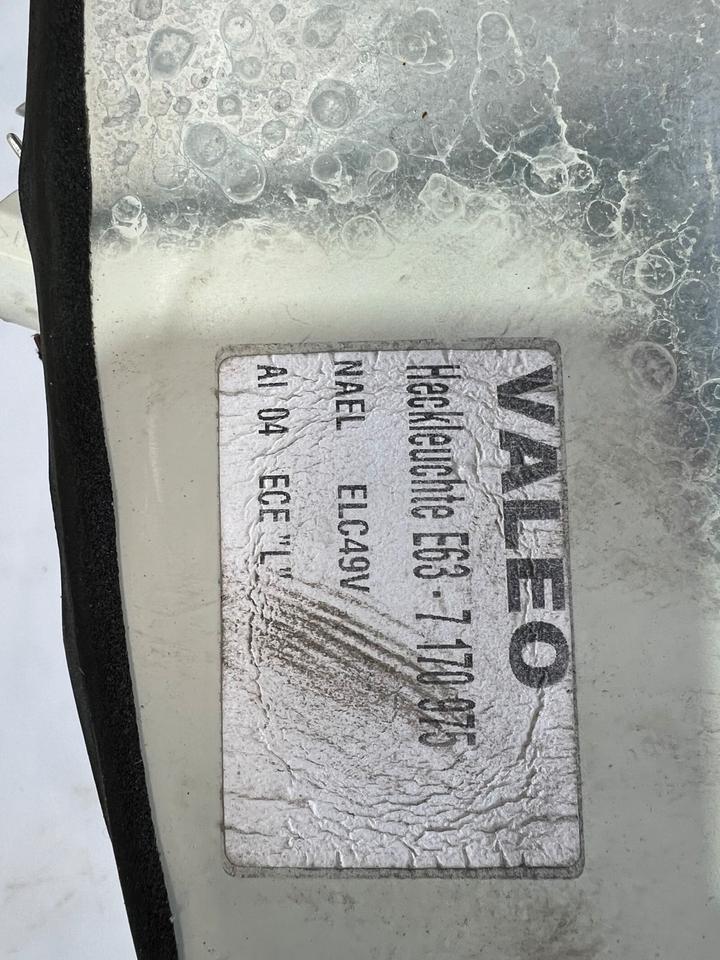 VALEO
Heckleuchte E63 - 7 170 975
NAEL ELC49V
AI 04 ECE "L"